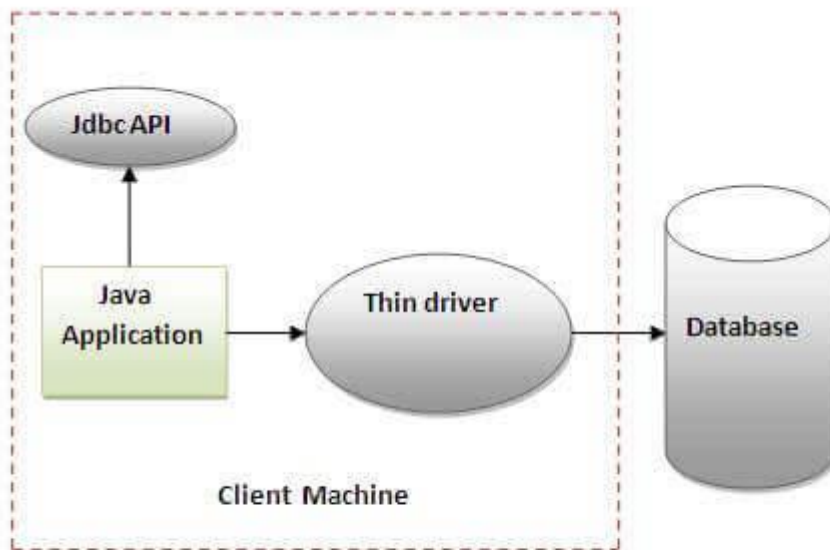 Jdbc API
Java
Application
Thin driver
Database
Client Machine